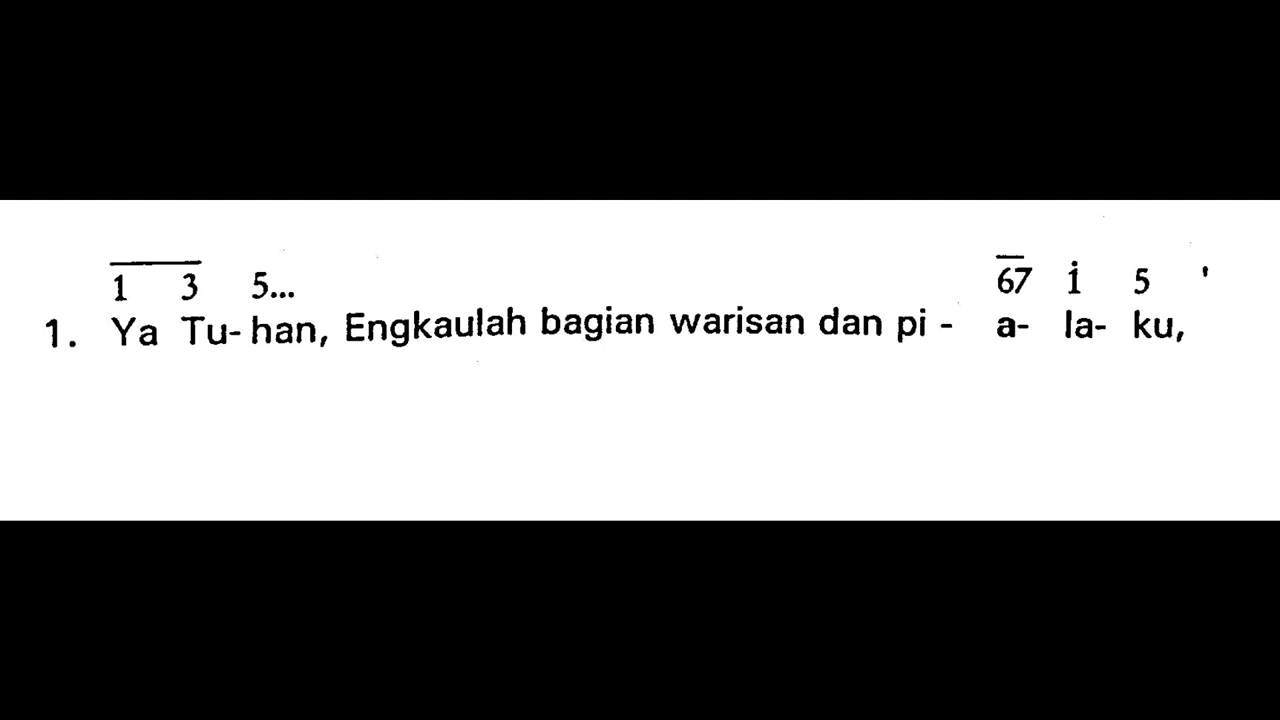 1 3 5... 67 i 5 '
1. Ya Tu- han, Engkaulah bagian warisan dan pi - a- la- ku,